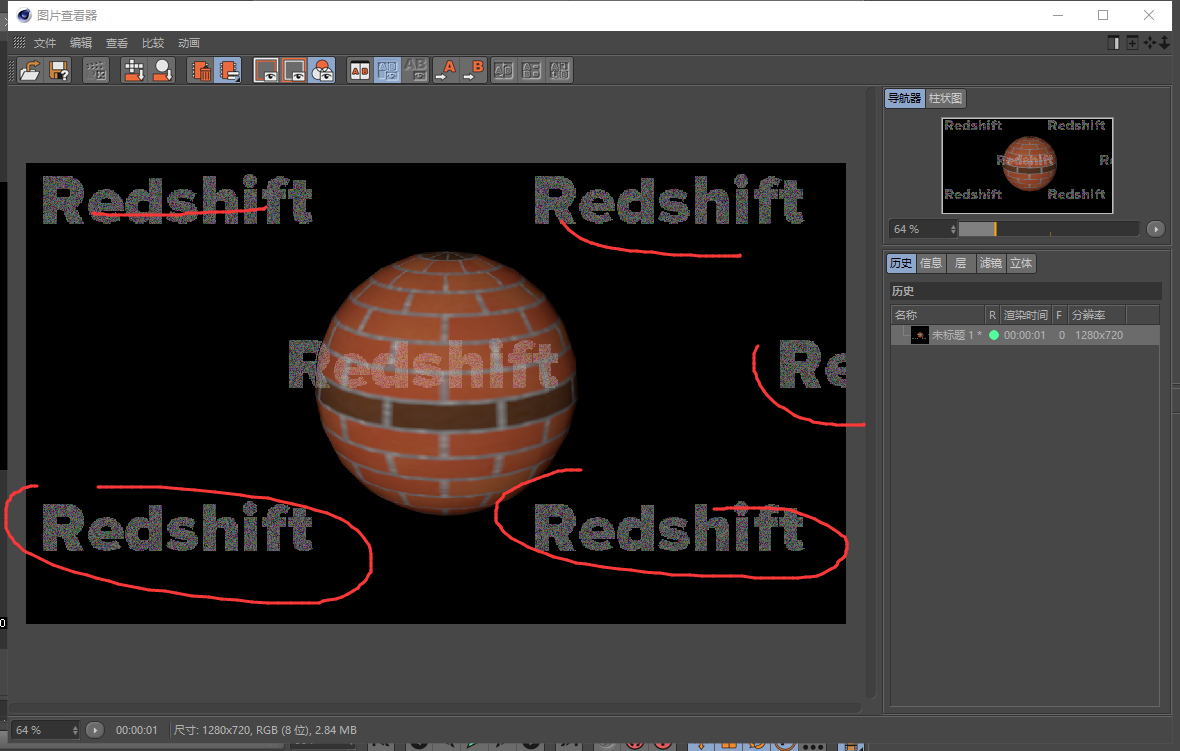 图片查看器
文件 编辑 查看 比较 动画
AB
A B
导航器 柱状图
Redshift Redshift
Redshift Re
Redshift Redshift
64 %
历史 信息 层 滤镜 立体
历史
名称 R 渲染时间 F 分辨率
未标题 1 * 00:00:01 0 1280x720
Redshift Redshift
Redshift Re
Redshift Redshift
0
64 % 00:00:01 尺寸: 1280x720, RGB (8 位), 2.84 MB